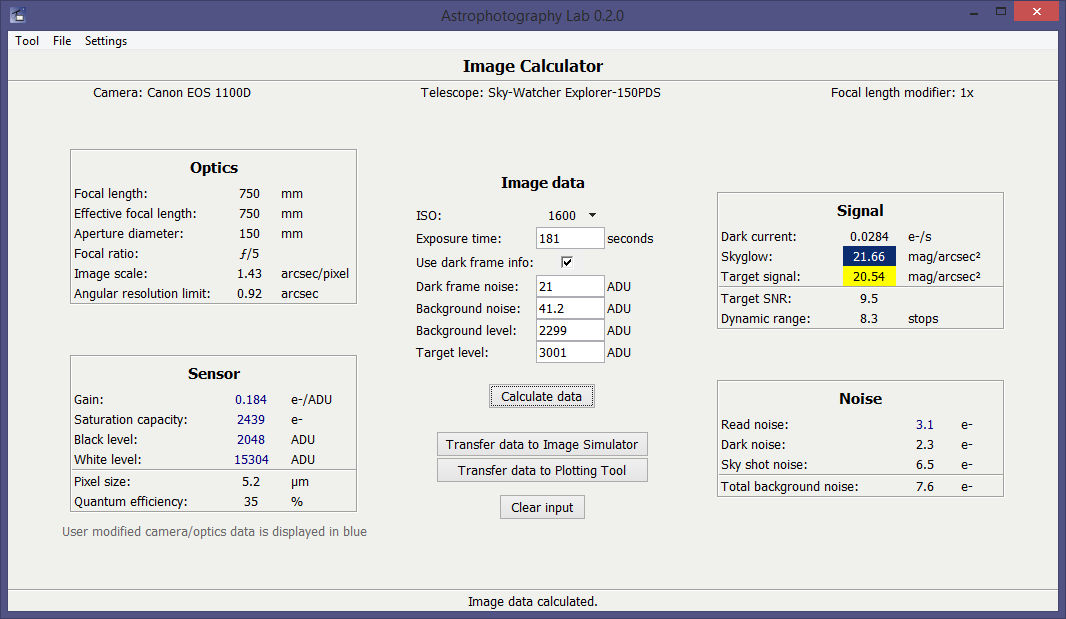 Astrophotography Lab 0.2.0
Tool File Settings
Image Calculator
Camera: Canon EOS 1100D Telescope: Sky-Watcher Explorer-150PDS Focal length modifier: 1x
Optics
Focal length: 750 mm
Effective focal length: 750 mm
Aperture diameter: 150 mm
Focal ratio: ƒ/5
Image scale: 1.43 arcsec/pixel
Angular resolution limit: 0.92 arcsec
Sensor
Gain: 0.184 e-/ADU
Saturation capacity: 2439 e-
Black level: 2048 ADU
White level: 15304 ADU
Pixel size: 5.2 µm
Quantum efficiency: 35 %
User modified camera/optics data is displayed in blue
Image data
ISO: 1600
Exposure time: 181 seconds
Use dark frame info:
Dark frame noise: 21 ADU
Background noise: 41.2 ADU
Background level: 2299 ADU
Target level: 3001 ADU
Calculate data
Transfer data to Image Simulator
Transfer data to Plotting Tool
Clear input
Signal
Dark current: 0.0284 e-/s
Skyglow: 21.66 mag/arcsec²
Target signal: 20.54 mag/arcsec²
Target SNR: 9.5
Dynamic range: 8.3 stops
Noise
Read noise: 3.1 e-
Dark noise: 2.3 e-
Sky shot noise: 6.5 e-
Total background noise: 7.6 e-
Image data calculated.